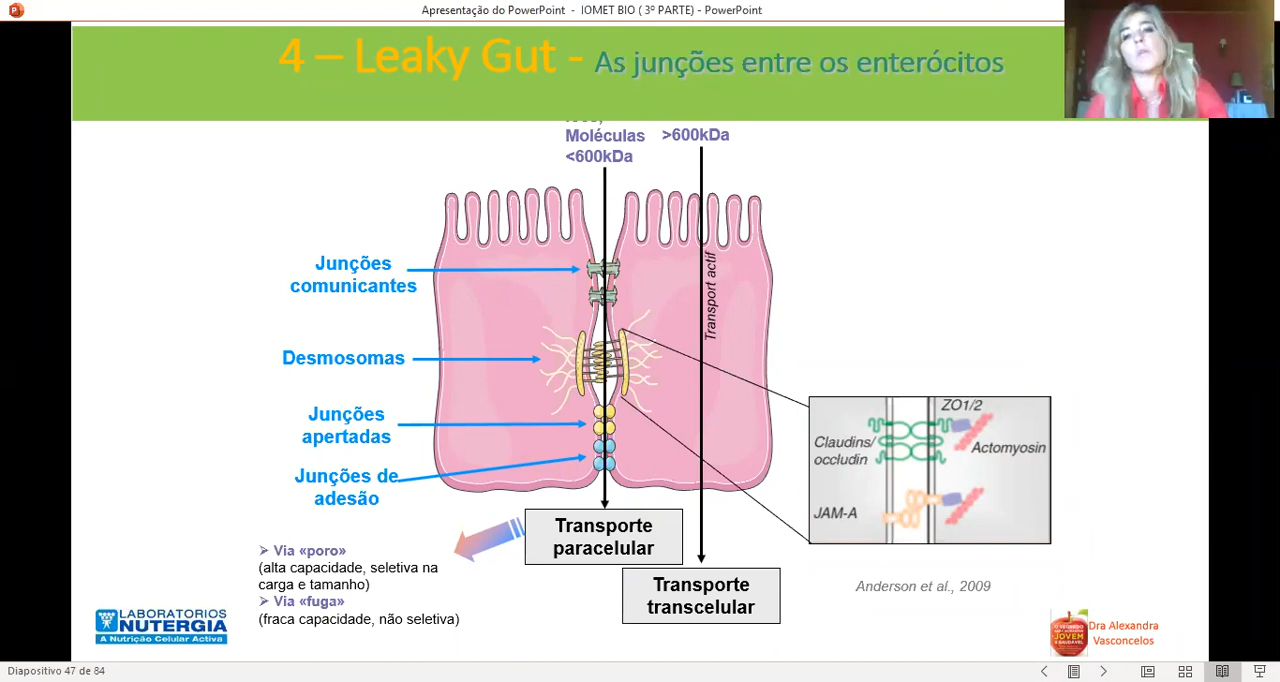 Apresentação do PowerPoint - IOMET BIO ( 3º PARTE) - PowerPoint
4 – Leaky Gut - As junções entre os enterócitos
Moléculas
<600kDa
>600kDa
Transport actif
Junções
comunicantes
Desmosomas
Junções
apertadas
Junções de
adesão
ZO1/2
Claudins/
occludin
Actomyosin
JAM-A
Transporte
paracelular
Transporte
transcelular
Anderson et al., 2009
➢ Via «poro»
(alta capacidade, seletiva na
carga e tamanho)
➢ Via «fuga»
(fraca capacidade, não seletiva)
LABORATORIOS
NUTERGIA
A Nutrição Celular Activa
JOVEM
Dra Alexandra
Vasconcelos
Diapositivo 47 de 84